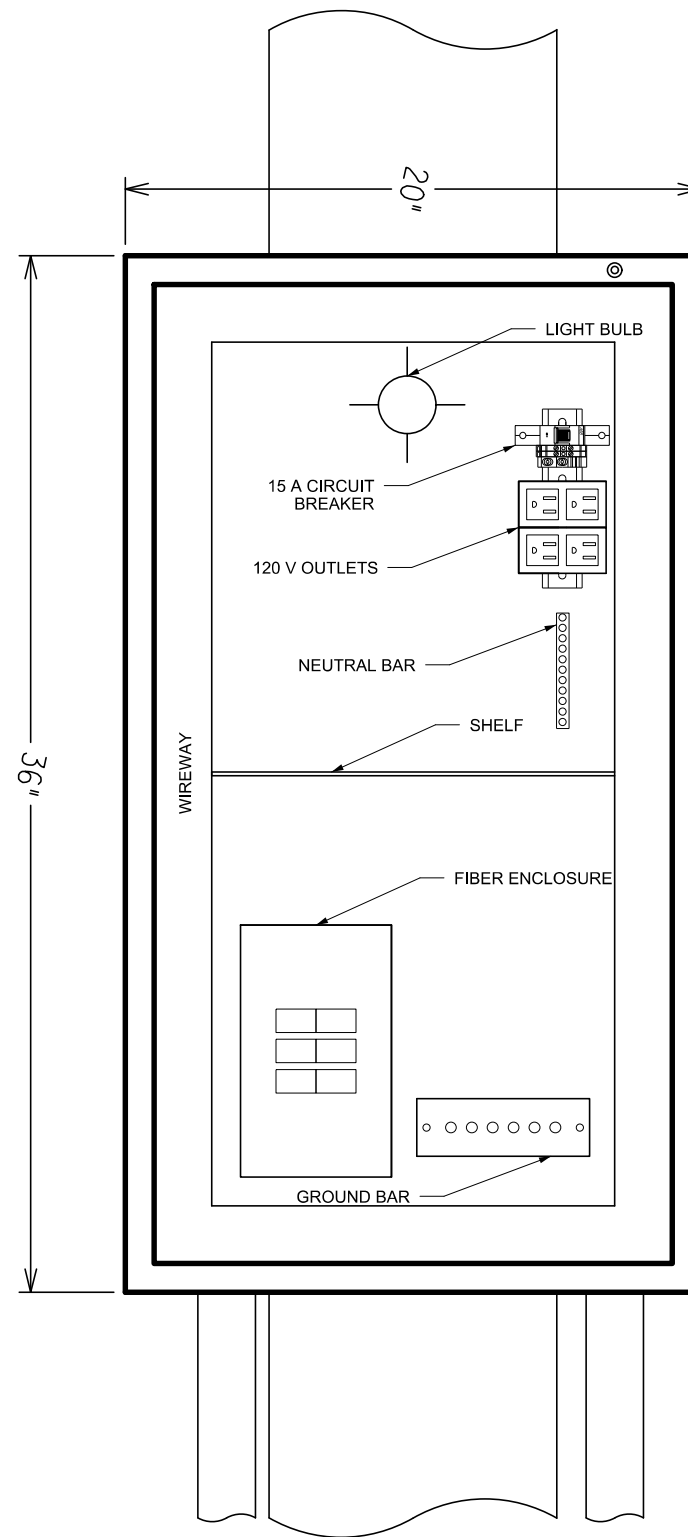 20"
LIGHT BULB
15 A CIRCUIT
BREAKER
120 V OUTLETS
NEUTRAL BAR
SHELF
WIREWAY
36"
FIBER ENCLOSURE
GROUND BAR